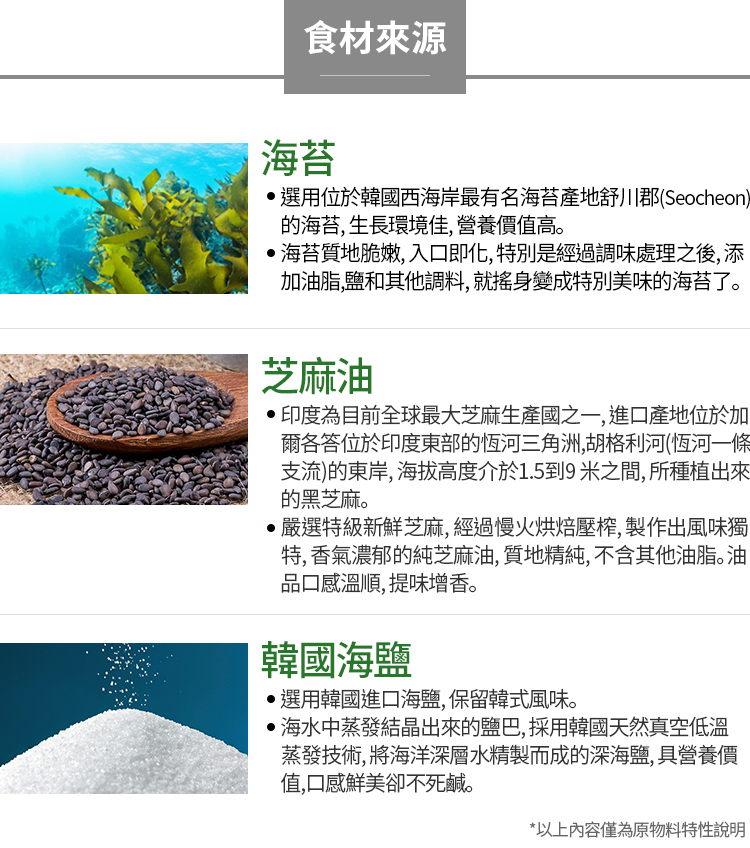 食材來源
海苔
● 選用位於韓國西海岸最有名海苔產地舒川郡(Seocheon)
的海苔, 生長環境佳, 營養價值高。
● 海苔質地脆嫩, 入口即化, 特別是經過調味處理之後, 添
加油脂,鹽和其他調料, 就搖身變成特別美味的海苔了。
芝麻油
● 印度為目前全球最大芝麻生產國之一, 進口產地位於加
爾各答位於印度東部的恆河三角洲,胡格利河(恆河一條
支流)的東岸, 海拔高度介於1.5到9 米之間, 所種植出來
的黑芝麻。
● 嚴選特級新鮮芝麻, 經過慢火烘焙壓榨, 製作出風味獨
特, 香氣濃郁的純芝麻油, 質地精純, 不含其他油脂。油
品口感溫順, 提味增香。
韓國海鹽
● 選用韓國進口海鹽, 保留韓式風味。
● 海水中蒸發結晶出來的鹽巴, 採用韓國天然真空低溫
蒸發技術, 將海洋深層水精製而成的深海鹽, 具營養價
值,口感鮮美卻不死鹹。
*以上內容僅為原物料特性說明